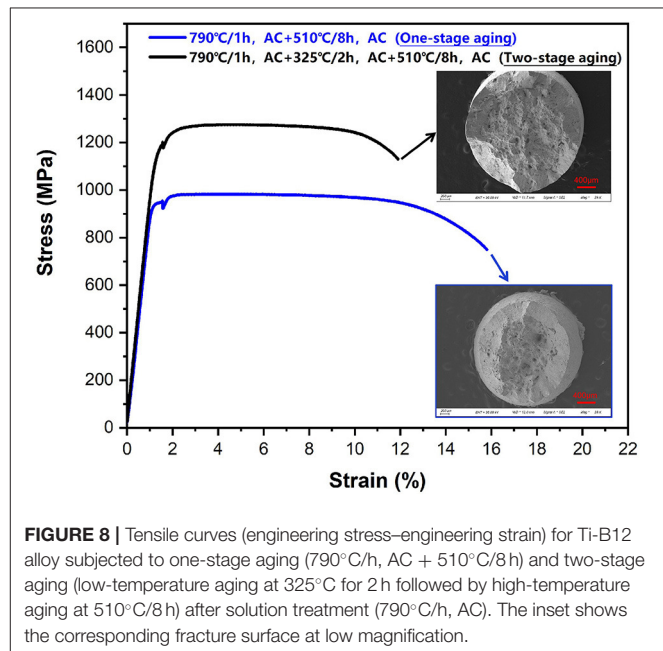 790℃/1h, AC+510℃/8h, AC (One-stage aging)
790℃/1h, AC+325℃/2h, AC+510℃/8h, AC (Two-stage aging)
1600
1400
1200
1000
800
600
400
200
0
Stress (MPa)
400μm
0 2 4 6 8 10 12 14 16 18 20 22
Strain (%)
FIGURE 8 | Tensile curves (engineering stress–engineering strain) for Ti-B12
alloy subjected to one-stage aging (790°C/h, AC + 510°C/8 h) and two-stage
aging (low-temperature aging at 325°C for 2 h followed by high-temperature
aging at 510°C/8 h) after solution treatment (790°C/h, AC). The inset shows
the corresponding fracture surface at low magnification.